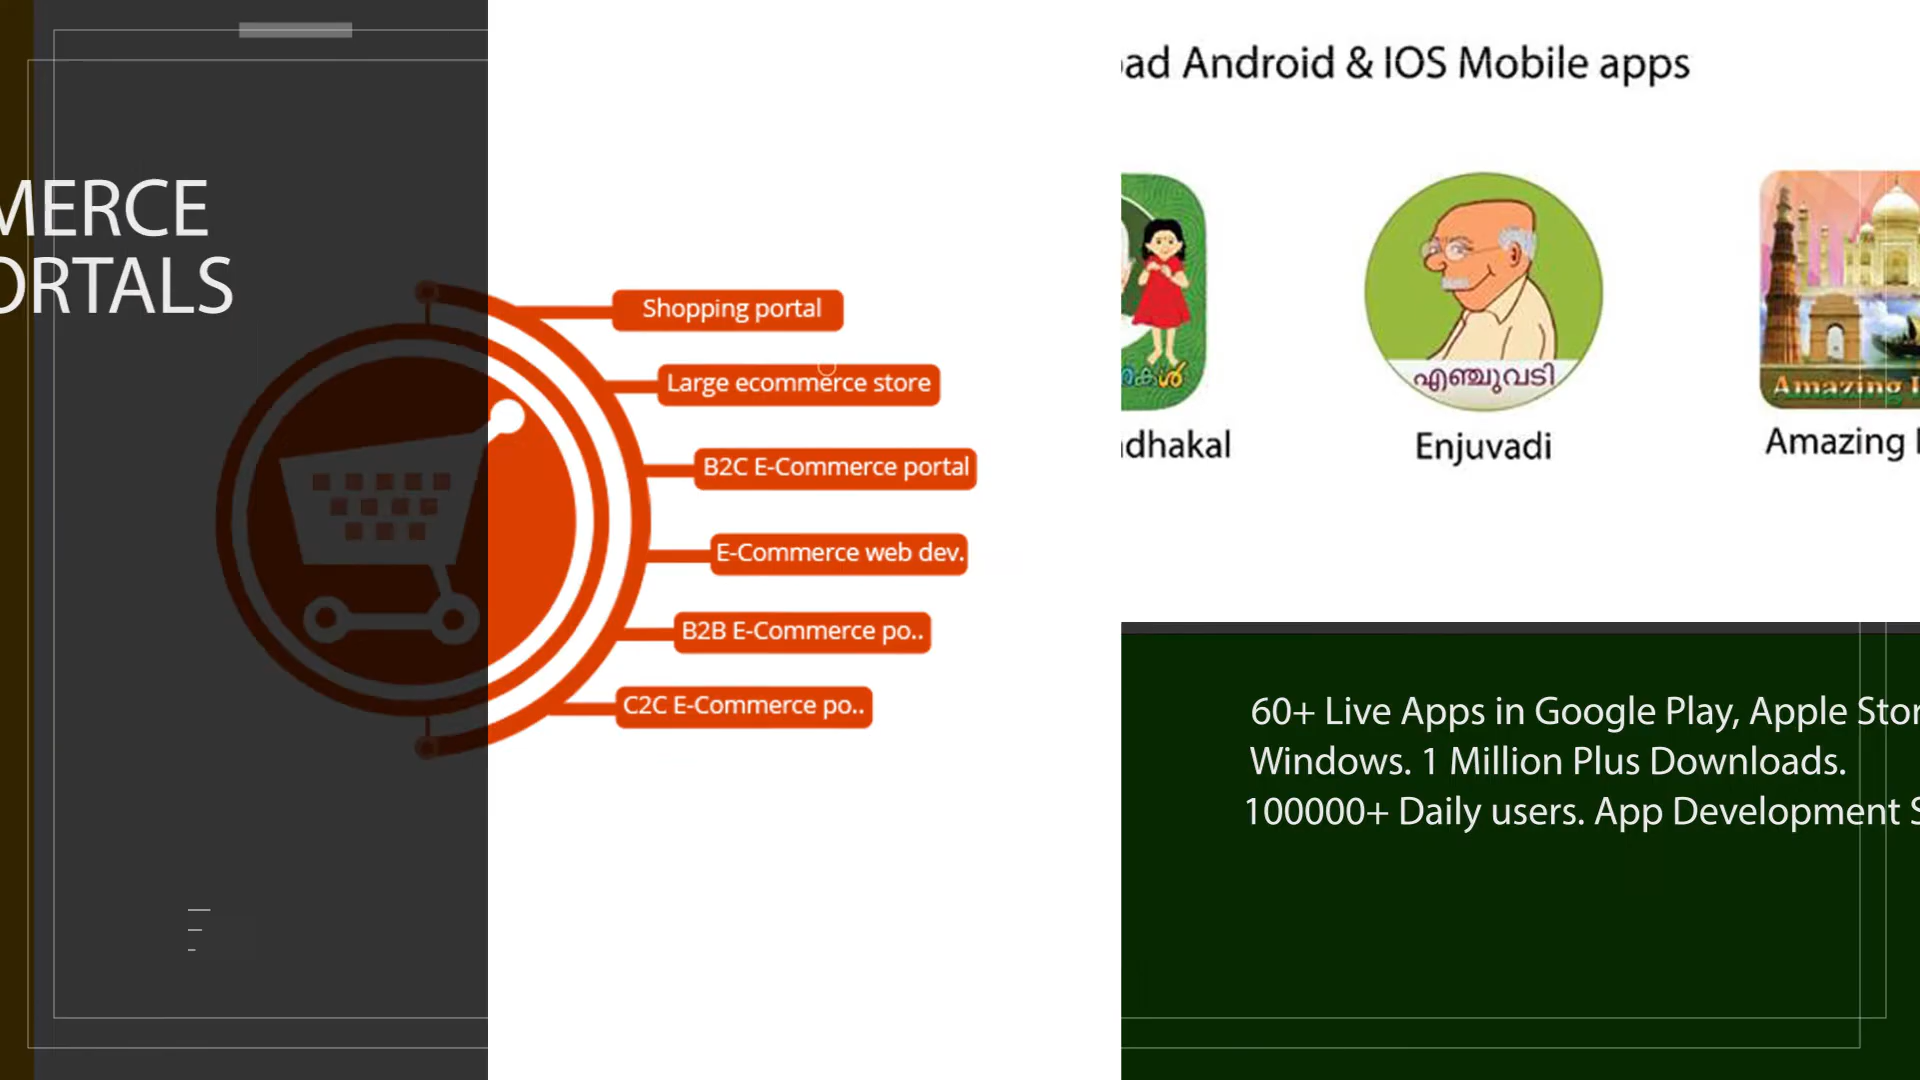 MERCE
ORTALS
Shopping portal
Large ecommerce store
B2C E-Commerce portal
E-Commerce web dev.
B2B E-Commerce po..
C2C E-Commerce po..
ad Android & IOS Mobile apps
എഞ്ചുവടി
Amazing I
dhakal
Enjuvadi
Amazing I
60+ Live Apps in Google Play, Apple Stor
Windows. 1 Million Plus Downloads.
100000+ Daily users. App Development S